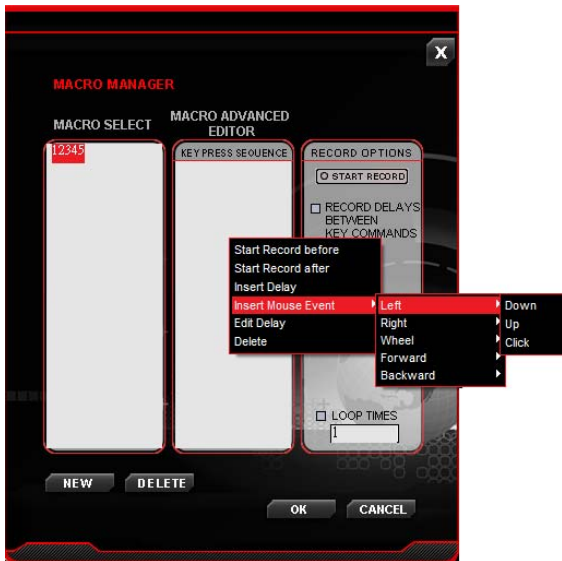 X
MACRO MANAGER
MACRO SELECT
MACRO ADVANCED
EDITOR
12345
KEY PRESS SEQUENCE
RECORD OPTIONS
START RECORD
RECORD DELAYS
BETWEEN
KEY COMMANDS
Start Record before
Start Record after
Insert Delay
Insert Mouse Event
Edit Delay
Delete
Left
Right
Wheel
Forward
Backward
Down
Up
Click
LOOP TIMES
1
NEW
DELETE
OK
CANCEL